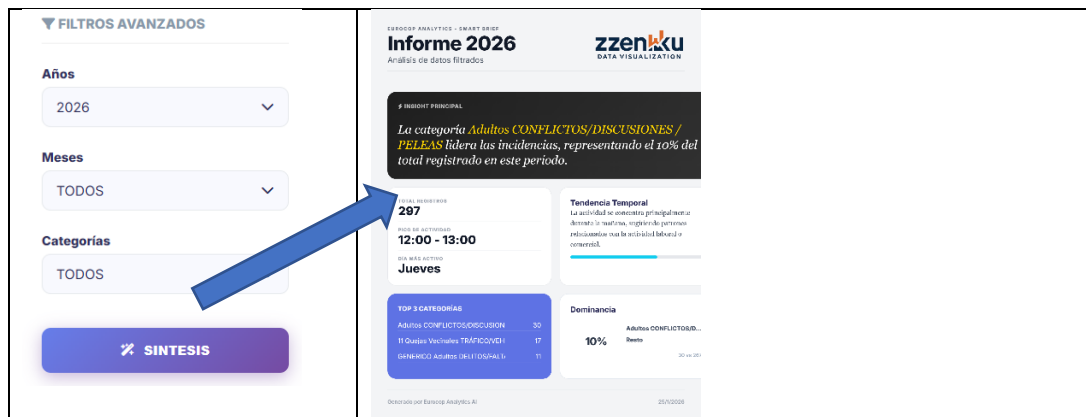 FILTROS AVANZADOS
Años
2026
Meses
TODOS
Categorías
TODOS
SINTESIS
EUROCOP ANALYTICS • SMART BRIEF
Informe 2026
Análisis de datos filtrados
zzenkku
DATA VISUALIZATION
INSIGHT PRINCIPAL
La categoría Adultos CONFLICTOS/DISCUSIONES /
PELEAS lidera las incidencias, representando el 10% del
total registrado en este periodo.
TOTAL REGISTROS
297
PICO DE ACTIVIDAD
12:00 - 13:00
DÍA MÁS ACTIVO
Jueves
Tendencia Temporal
La actividad se concentra principalmente
durante la mañana, sugiriendo patrones
relacionados con la actividad laboral o
comercial.
TOP 3 CATEGORÍAS
Adultos CONFLICTOS/DISCUSION 30
11 Quejas Vecinales TRÁFICO/VEH 17
GENERICO Adultos DELITOS/FALT 11
Dominancia
10%
Adultos CONFLICTOS/D...
Resto
Generado por Eurocop Analytics AI
25/1/2026